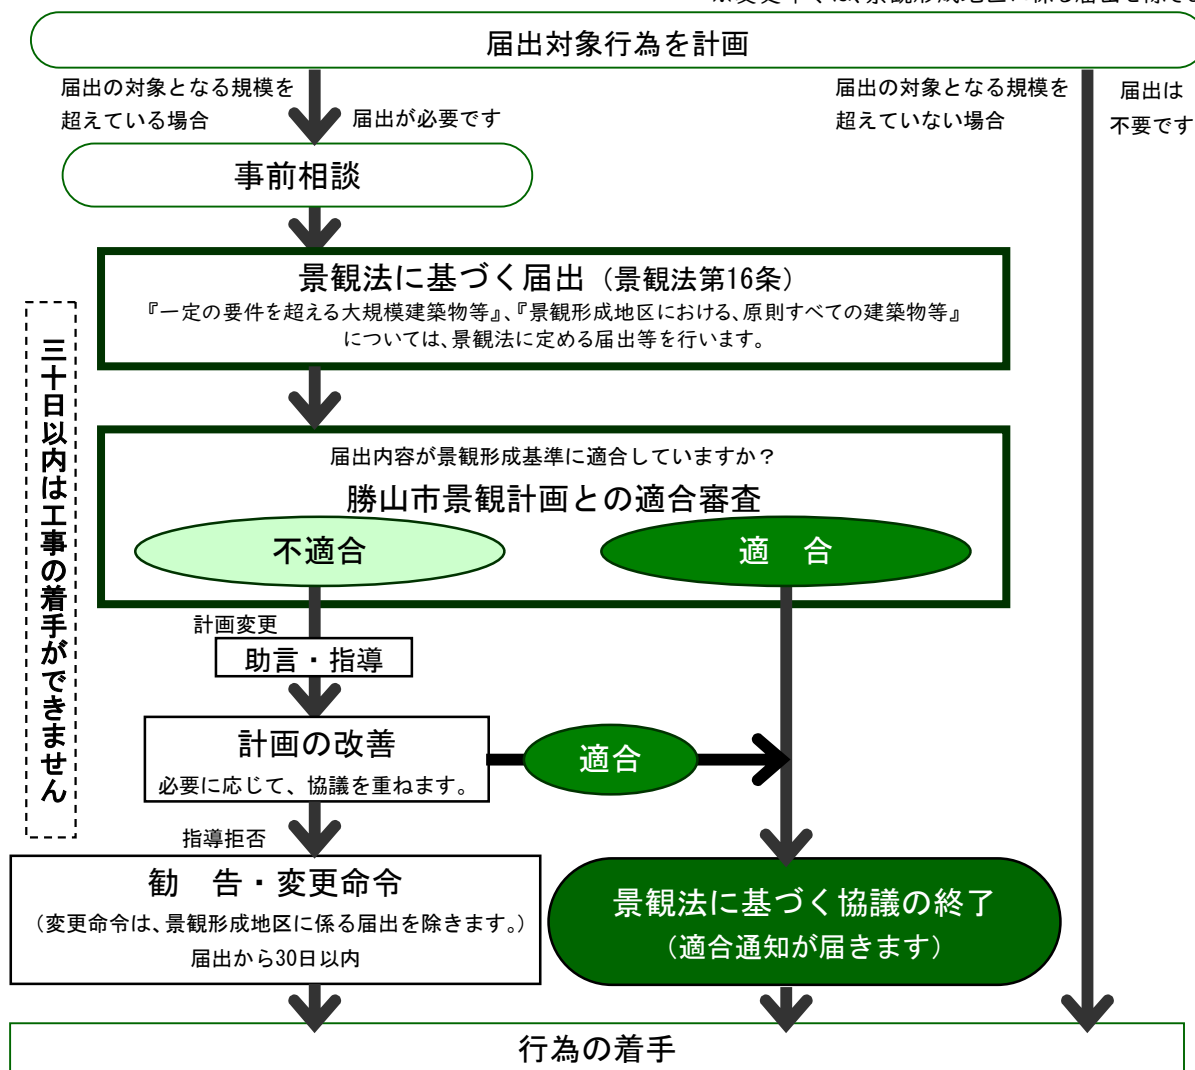 届出対象行為を計画
届出の対象となる規模を
超えている場合
届出が必要です
届出の対象となる規模を
超えていない場合
届出は
不要です
事前相談
景観法に基づく届出（景観法第16条）
『一定の要件を超える大規模建築物等』、『景観形成地区における、原則すべての建築物等』
については、景観法に定める届出等を行います。
三十日以内は工事の着手ができません
届出内容が景観形成基準に適合していますか？
勝山市景観計画との適合審査
不適合
適　合
計画変更
助言・指導
計画の改善
必要に応じて、協議を重ねます。
適合
指導拒否
勧　告・変更命令
（変更命令は、景観形成地区に係る届出を除きます。）
届出から30日以内
景観法に基づく協議の終了
（適合通知が届きます）
行為の着手